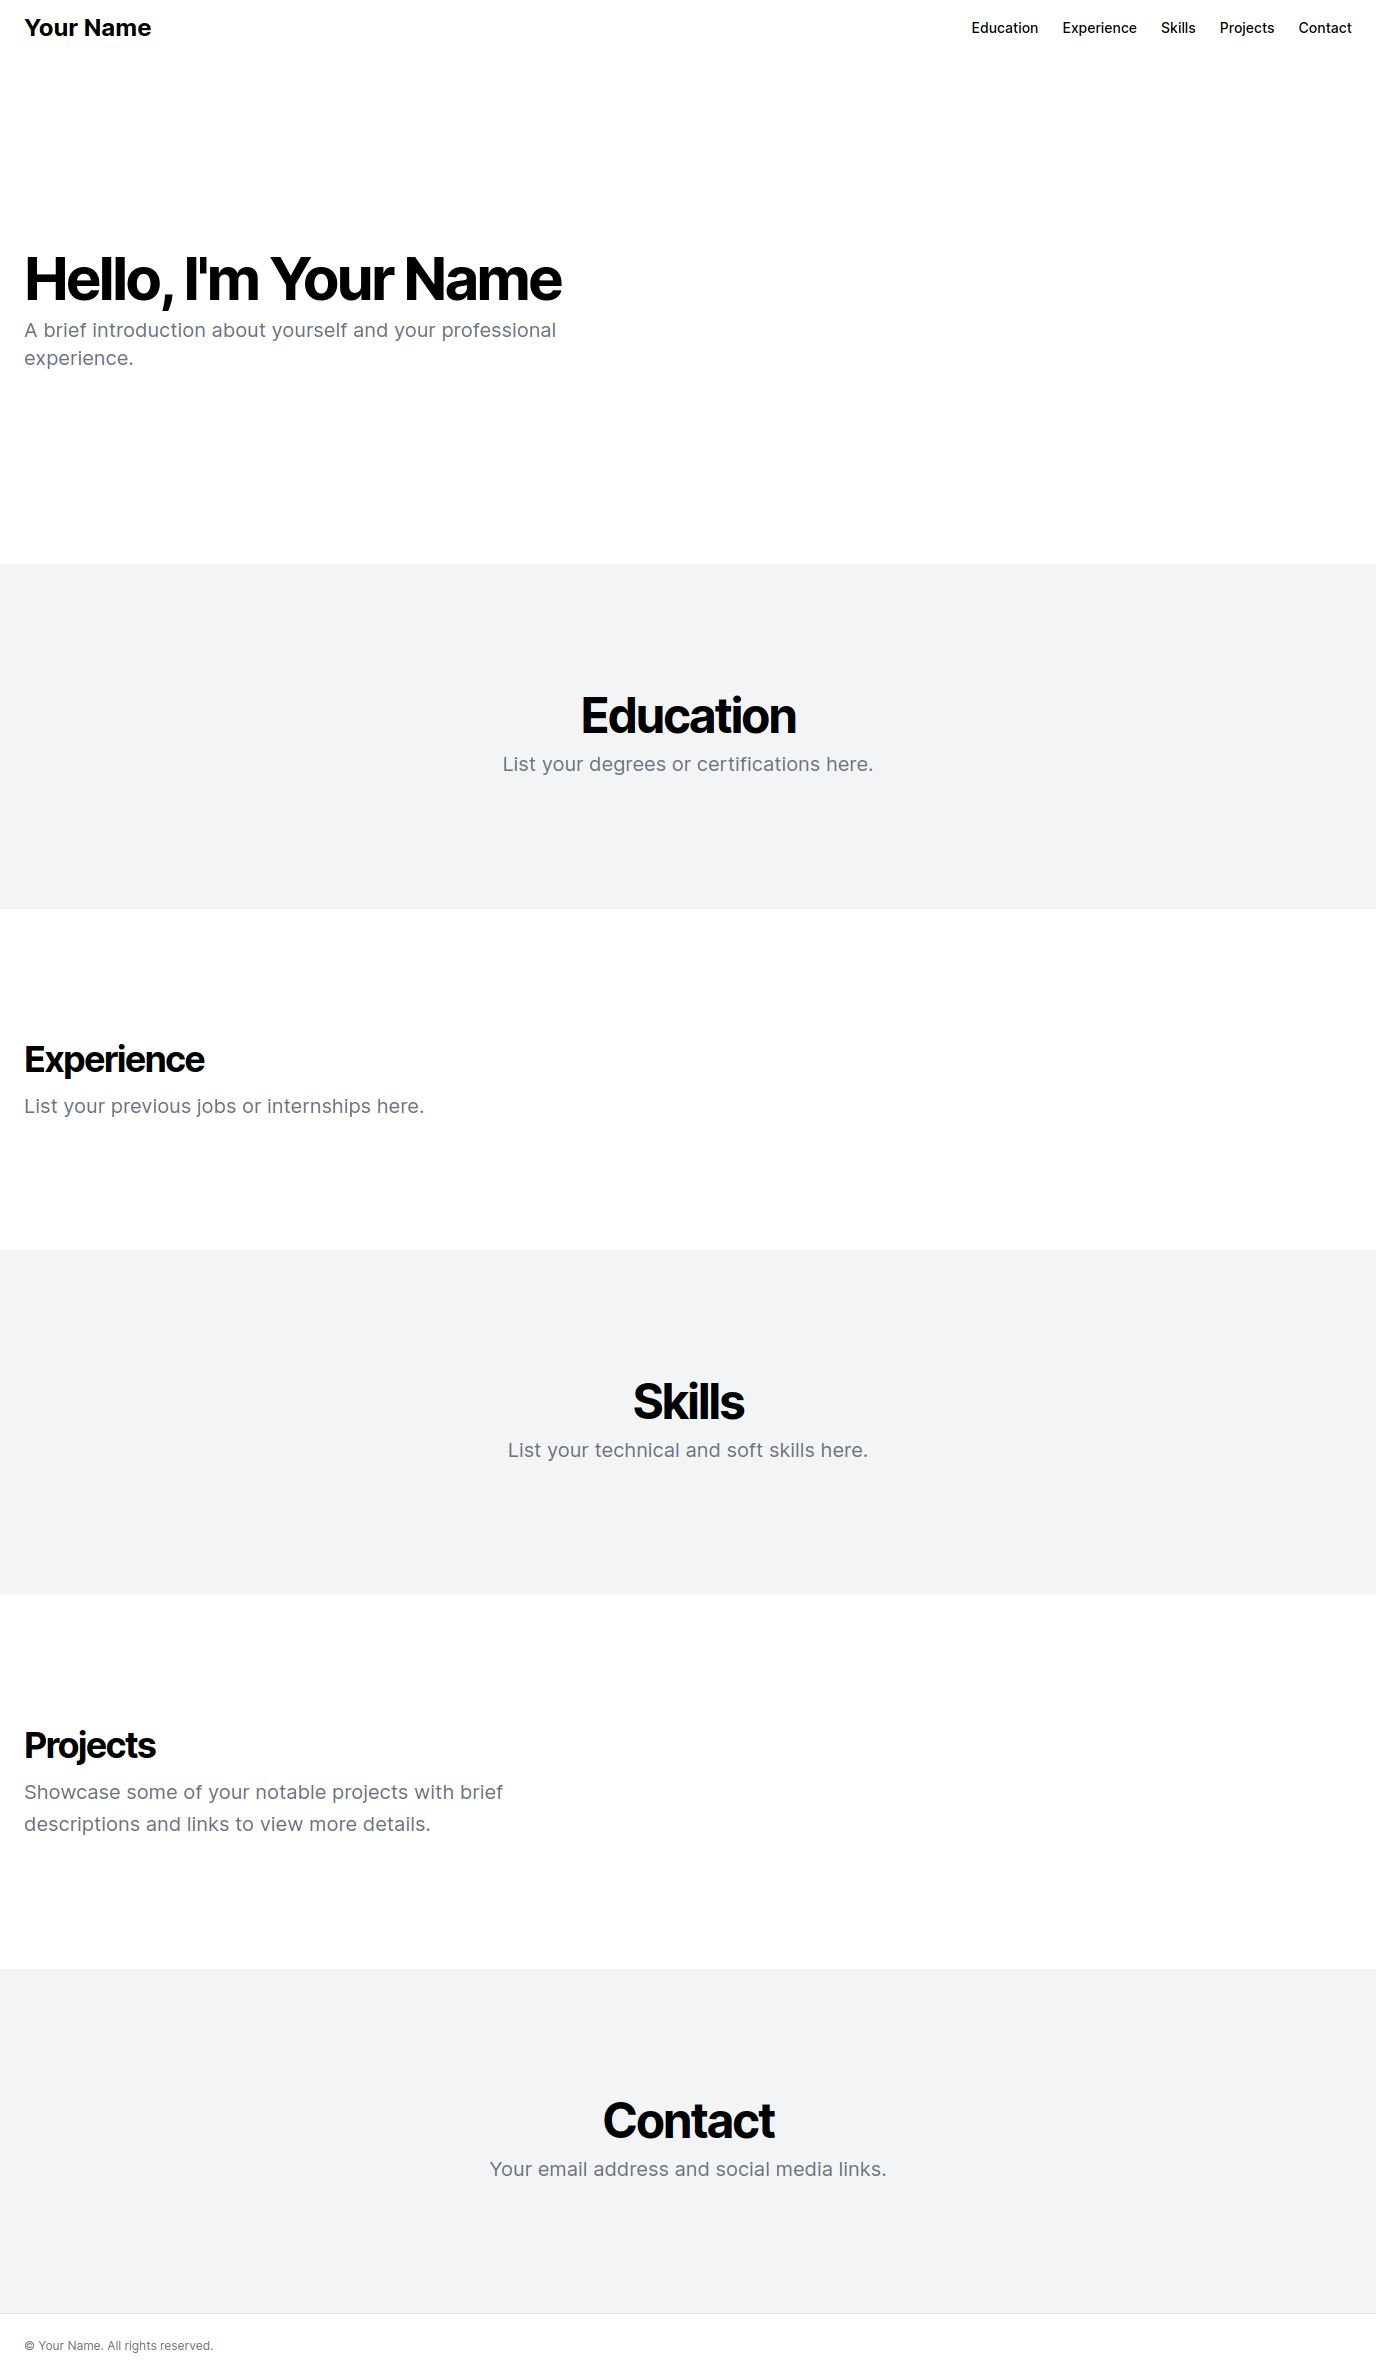 Your Name
Education Experience Skills Projects Contact
Hello, I'm Your Name
A brief introduction about yourself and your professional
experience.
Education
List your degrees or certifications here.
Experience
List your previous jobs or internships here.
Skills
List your technical and soft skills here.
Projects
Showcase some of your notable projects with brief
descriptions and links to view more details.
Contact
Your email address and social media links.
© Your Name. All rights reserved.